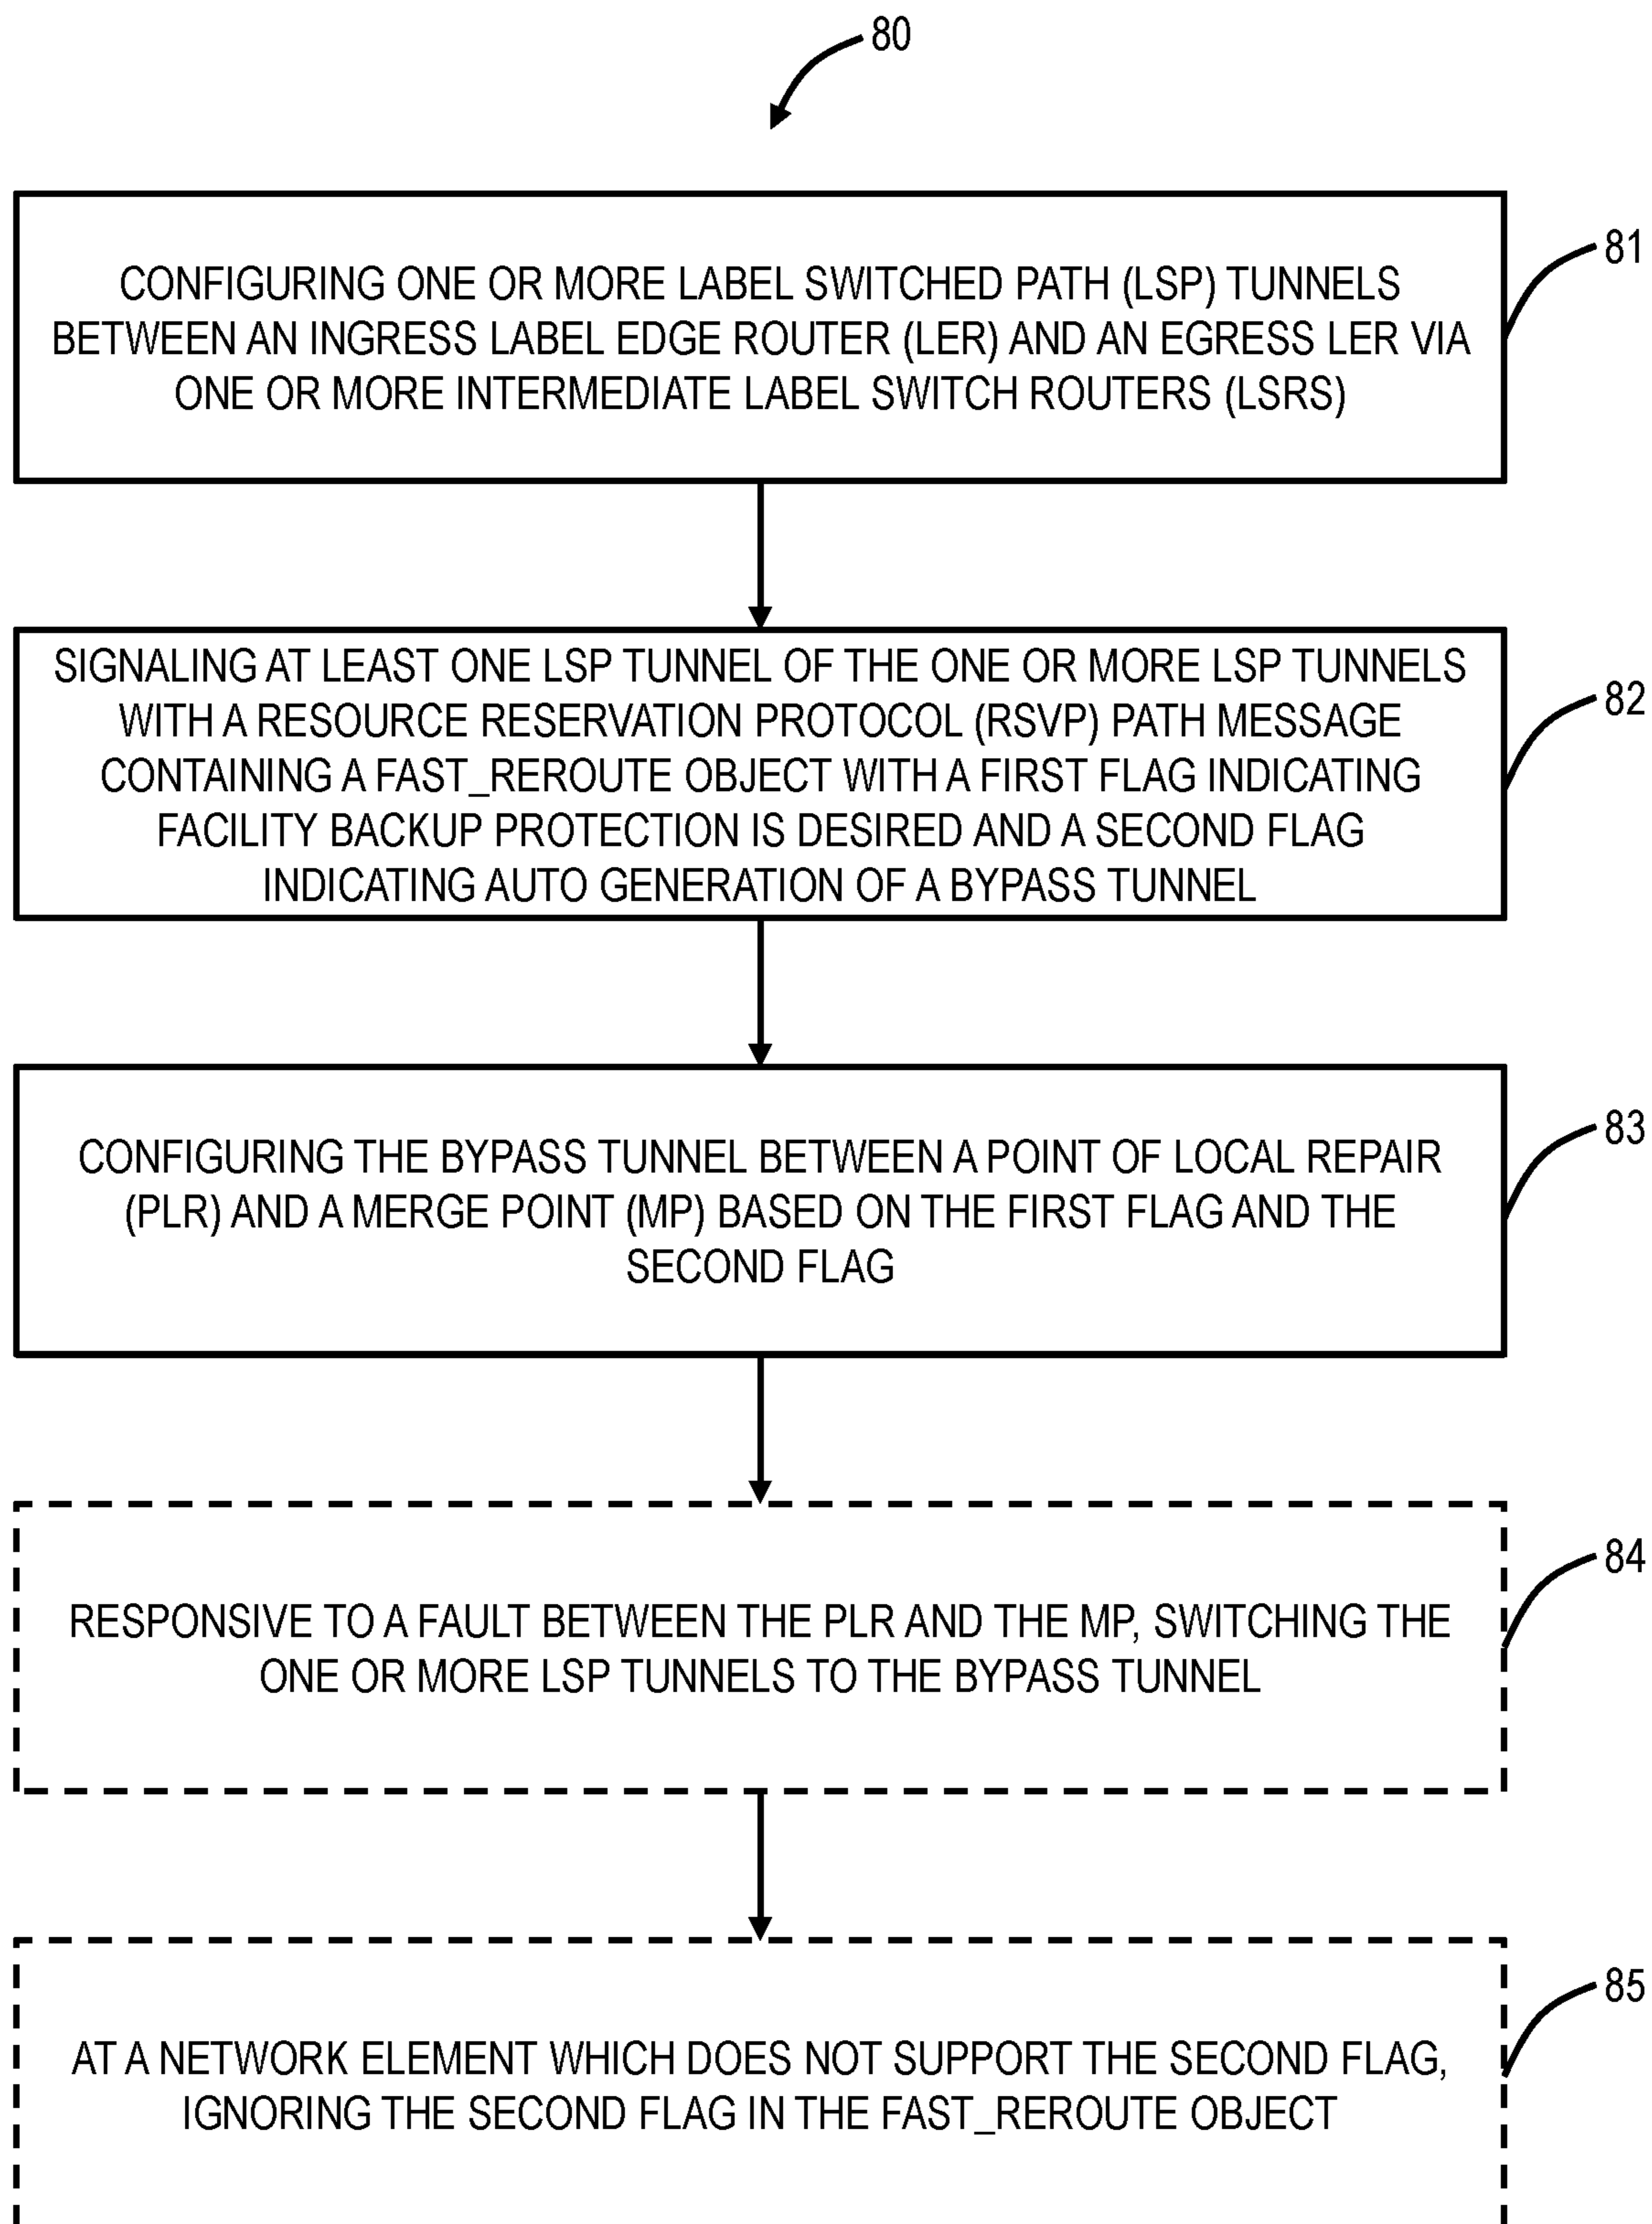 80
CONFIGURING ONE OR MORE LABEL SWITCHED PATH (LSP) TUNNELS
BETWEEN AN INGRESS LABEL EDGE ROUTER (LER) AND AN EGRESS LER VIA
ONE OR MORE INTERMEDIATE LABEL SWITCH ROUTERS (LSRS)
81
SIGNALING AT LEAST ONE LSP TUNNEL OF THE ONE OR MORE LSP TUNNELS
WITH A RESOURCE RESERVATION PROTOCOL (RSVP) PATH MESSAGE
CONTAINING A FAST_REROUTE OBJECT WITH A FIRST FLAG INDICATING
FACILITY BACKUP PROTECTION IS DESIRED AND A SECOND FLAG
INDICATING AUTO GENERATION OF A BYPASS TUNNEL
82
CONFIGURING THE BYPASS TUNNEL BETWEEN A POINT OF LOCAL REPAIR
(PLR) AND A MERGE POINT (MP) BASED ON THE FIRST FLAG AND THE
SECOND FLAG
83
RESPONSIVE TO A FAULT BETWEEN THE PLR AND THE MP, SWITCHING THE
ONE OR MORE LSP TUNNELS TO THE BYPASS TUNNEL
84
AT A NETWORK ELEMENT WHICH DOES NOT SUPPORT THE SECOND FLAG,
IGNORING THE SECOND FLAG IN THE FAST_REROUTE OBJECT
85